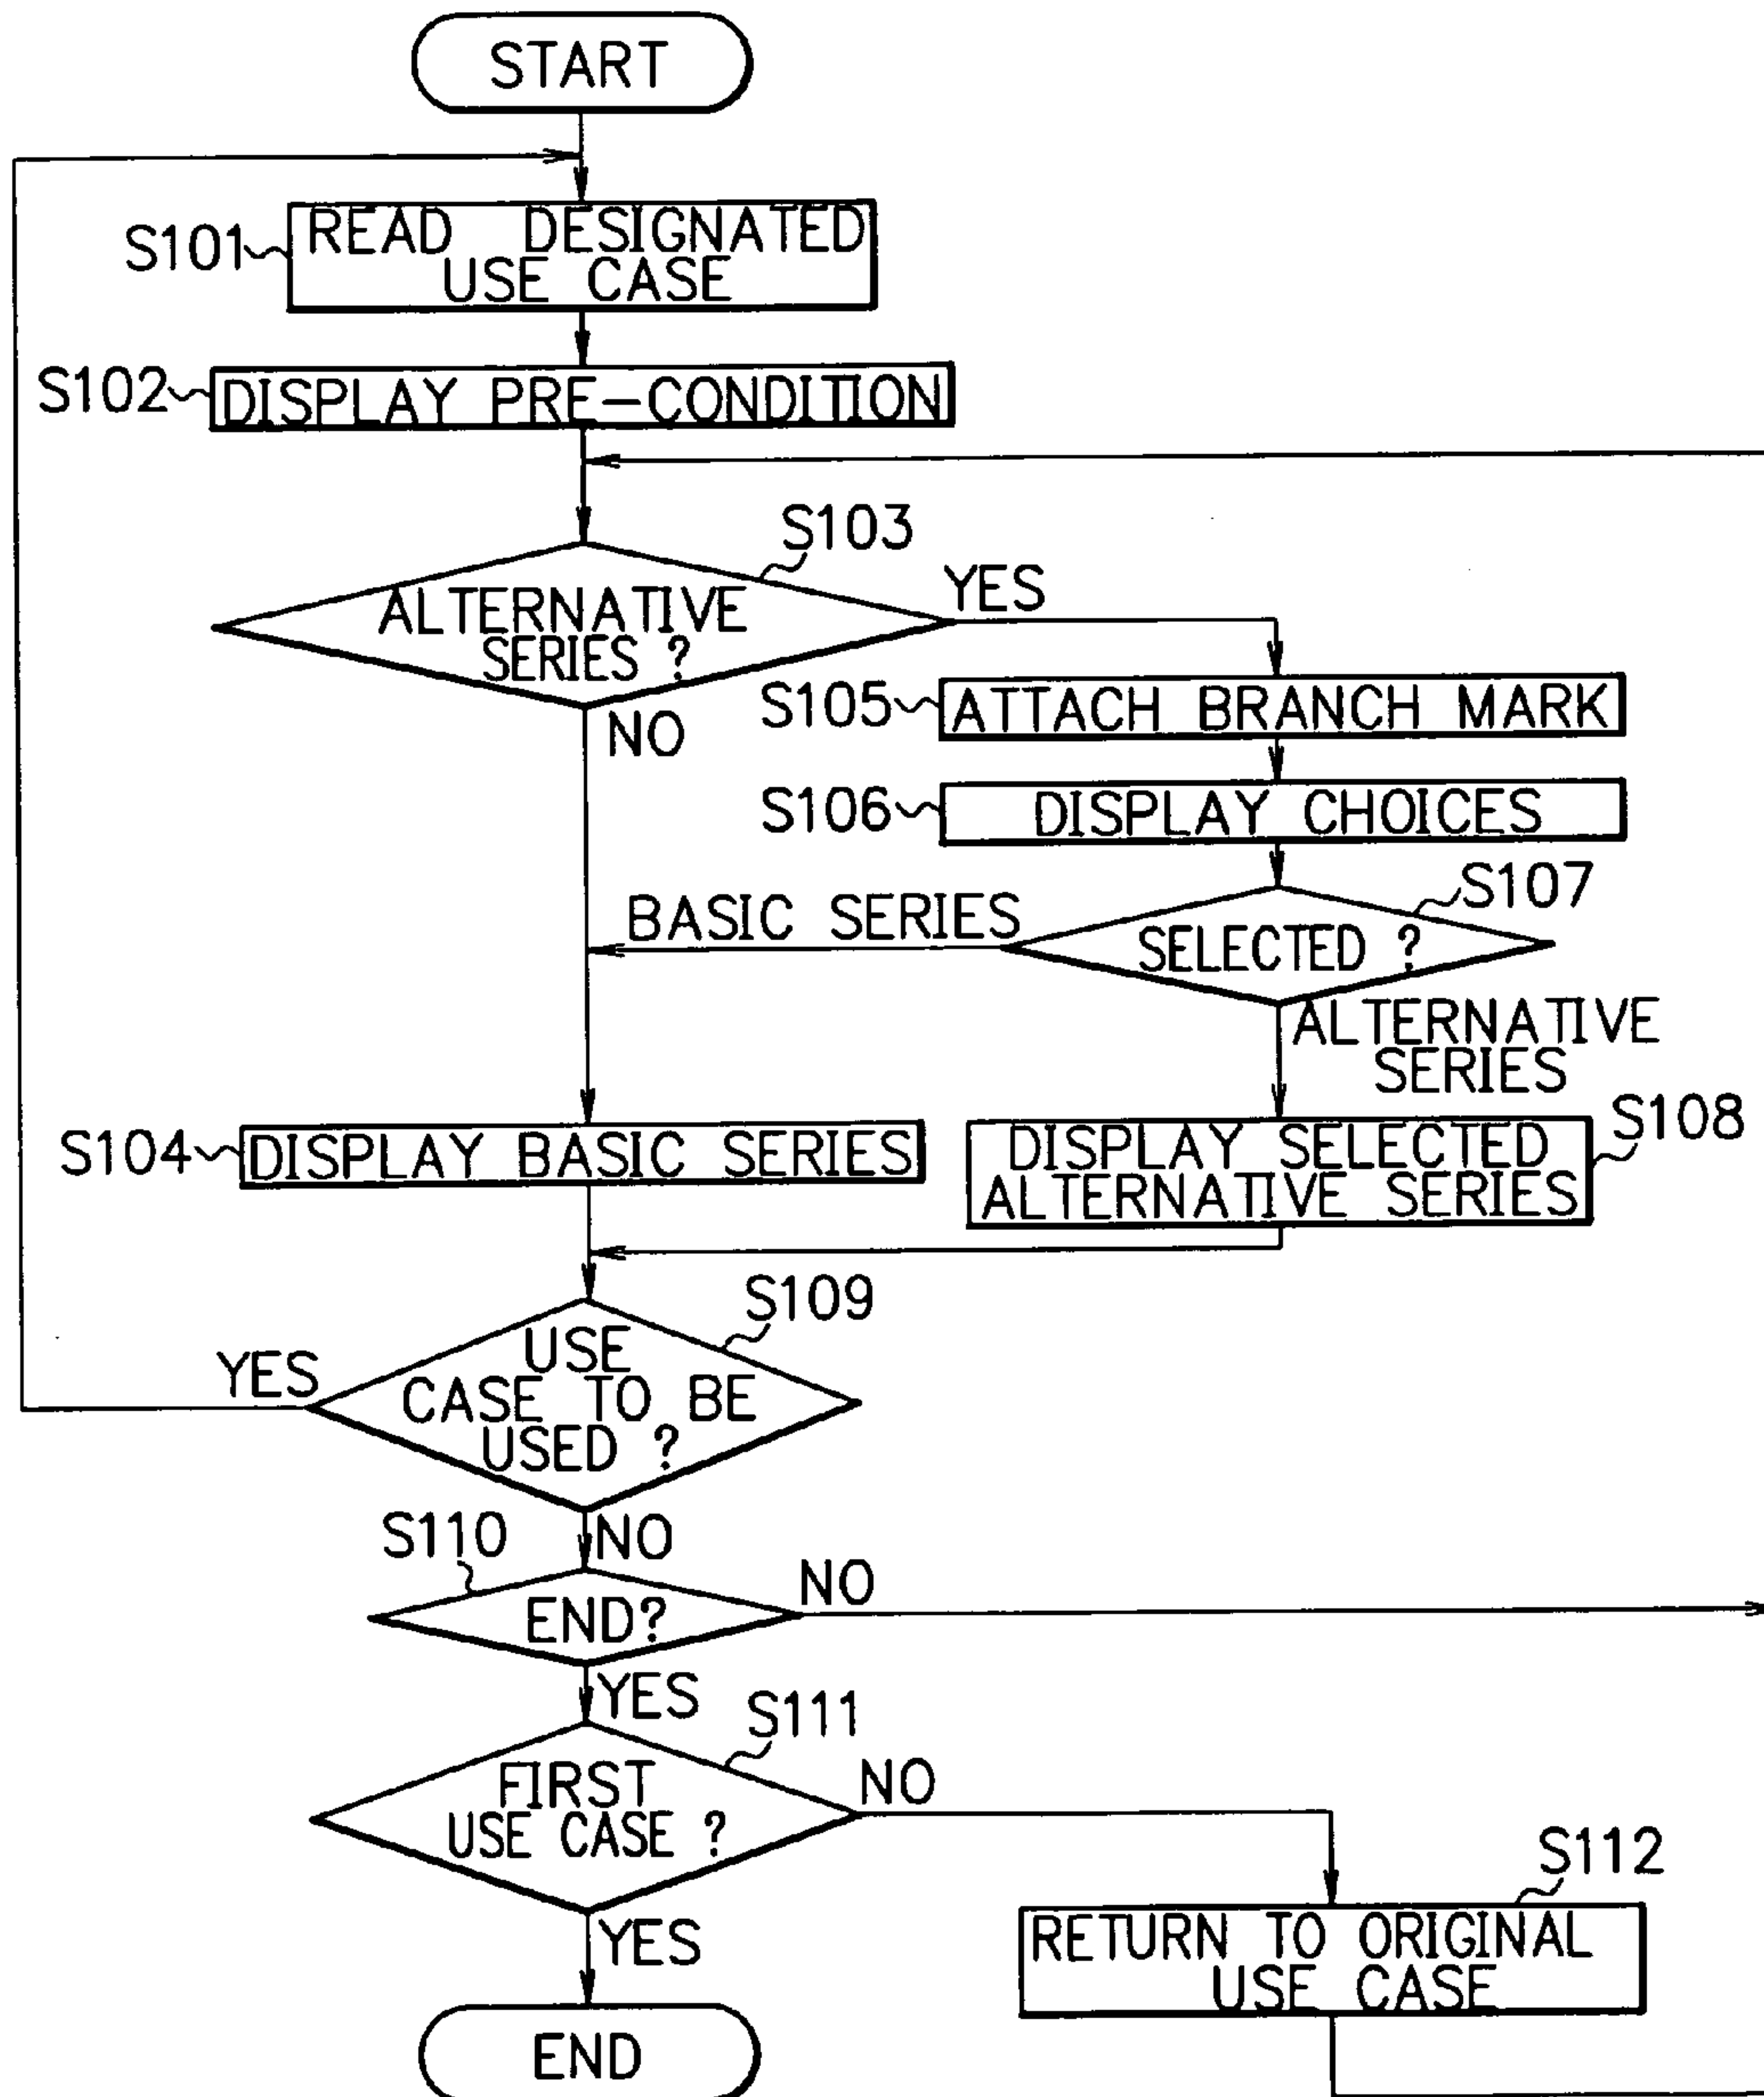 START
S101
READ DESIGNATED
USE CASE
S102
DISPLAY PRE-CONDITION
S103
ALTERNATIVE
SERIES ?
YES
NO
S105
ATTACH BRANCH MARK
S106
DISPLAY CHOICES
S107
SELECTED ?
BASIC SERIES
ALTERNATIVE
SERIES
S104
DISPLAY BASIC SERIES
S108
DISPLAY SELECTED
ALTERNATIVE SERIES
S109
USE
CASE TO BE
USED ?
YES
NO
S110
END?
NO
YES
S111
FIRST
USE CASE ?
NO
YES
S112
RETURN TO ORIGINAL
USE CASE
END